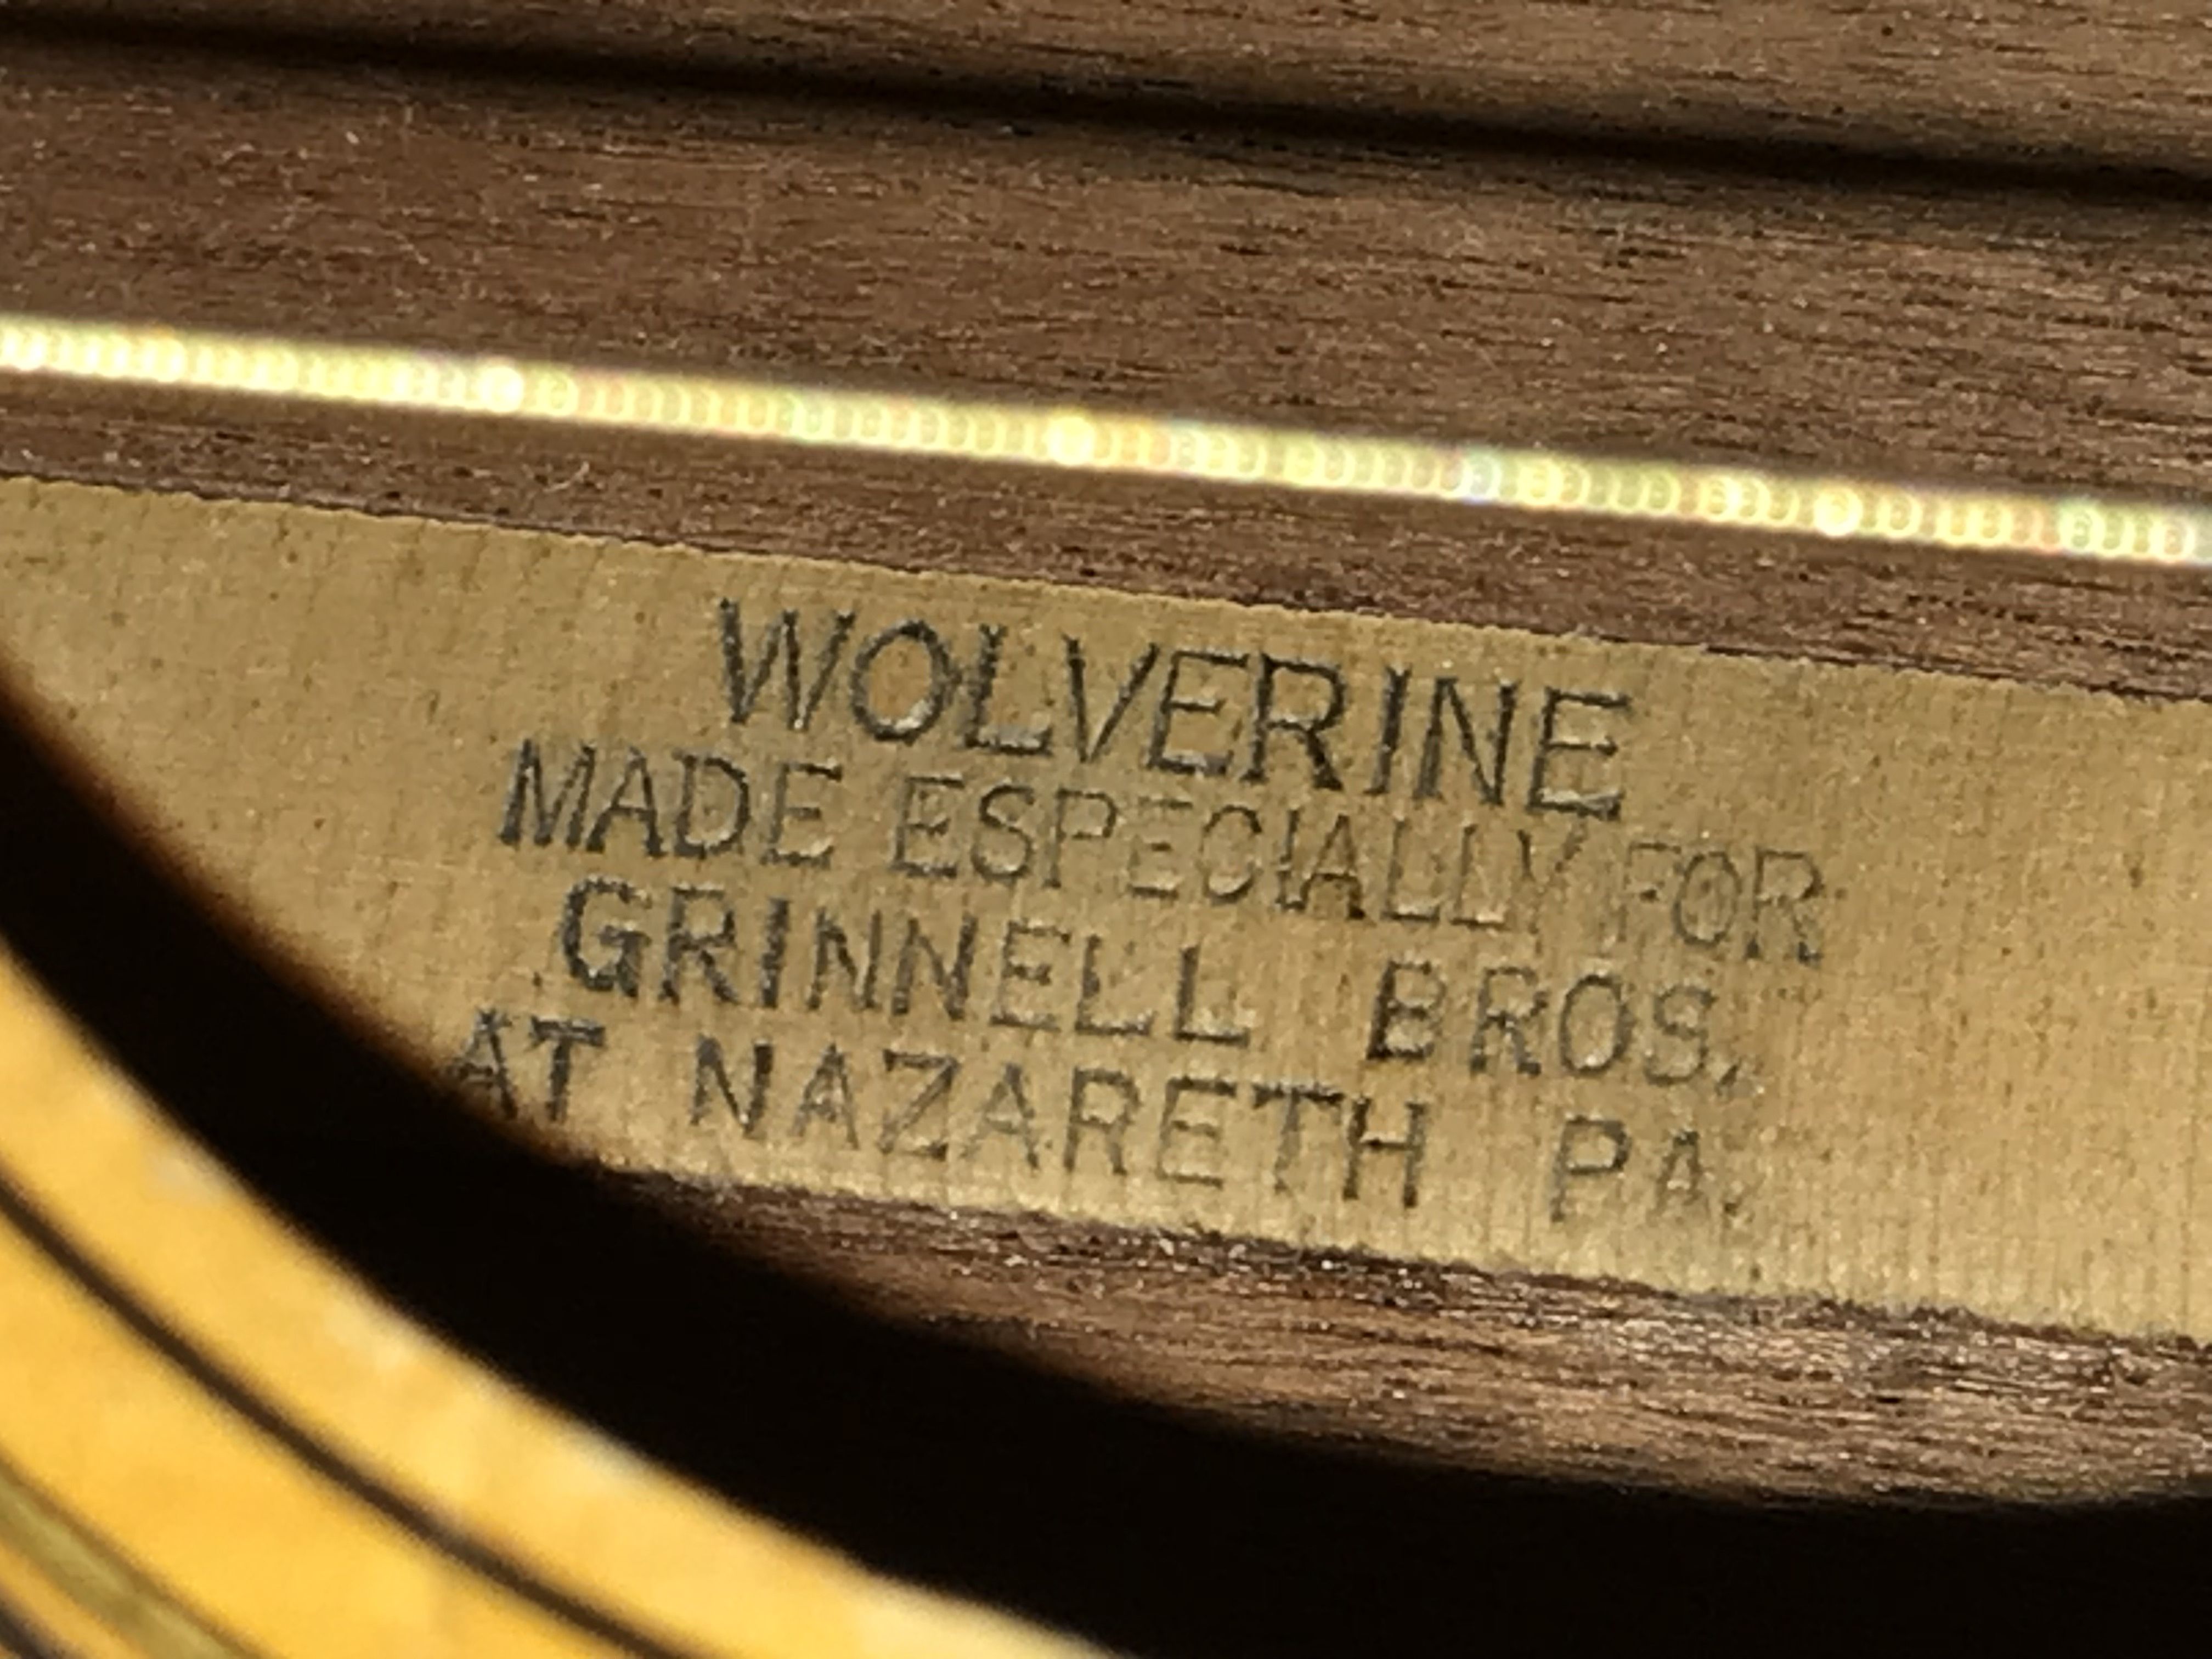 WOLVERINE
MADE ESPECIALLY FOR
GRINNELL BROS.
AT NAZARETH PA.